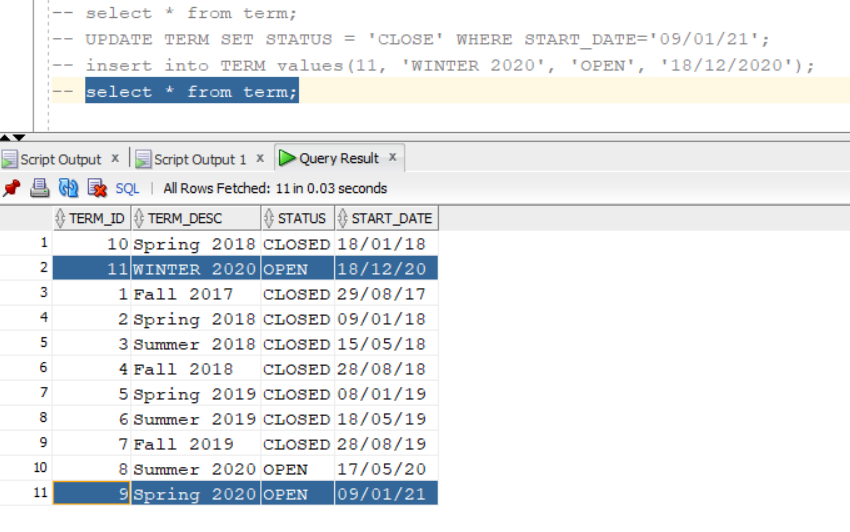 -- select * from term;
-- UPDATE TERM SET STATUS = 'CLOSE' WHERE START_DATE='09/01/21';
-- insert into TERM values(11, 'WINTER 2020', 'OPEN', '18/12/2020');
-- select * from term;
Script Output x Script Output 1 x Query Result x
SQL | All Rows Fetched: 11 in 0.03 seconds
TERM_ID TERM_DESC STATUS START_DATE
1 10 Spring 2018 CLOSED 18/01/18
2 11 WINTER 2020 OPEN 18/12/20
3 1 Fall 2017 CLOSED 29/08/17
4 2 Spring 2018 CLOSED 09/01/18
5 3 Summer 2018 CLOSED 15/05/18
6 4 Fall 2018 CLOSED 28/08/18
7 5 Spring 2019 CLOSED 08/01/19
8 6 Summer 2019 CLOSED 18/05/19
9 7 Fall 2019 CLOSED 28/08/19
10 8 Summer 2020 OPEN 17/05/20
11 9 Spring 2020 OPEN 09/01/21